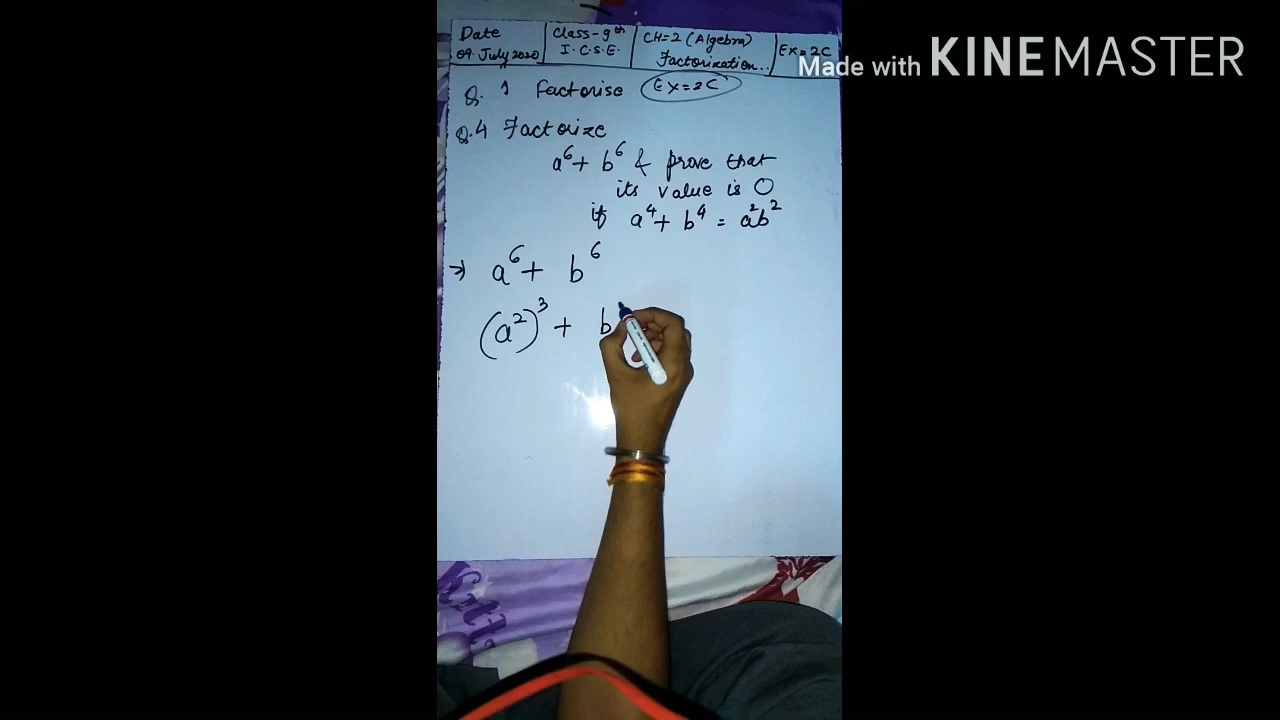 Made with KINEMASTER
Date
09 July 2020
Class-9th
I.C.S.E.
CH=2 (Algebra)
Factorization..
Ex=2C
Q. 1 Factorise Ex=2C
Q.4 Factorize
a⁶+ b⁶ & prove that
its value is 0
if a⁴+ b⁴ = a²b²
→ a⁶+ b⁶
(a²)³ + b